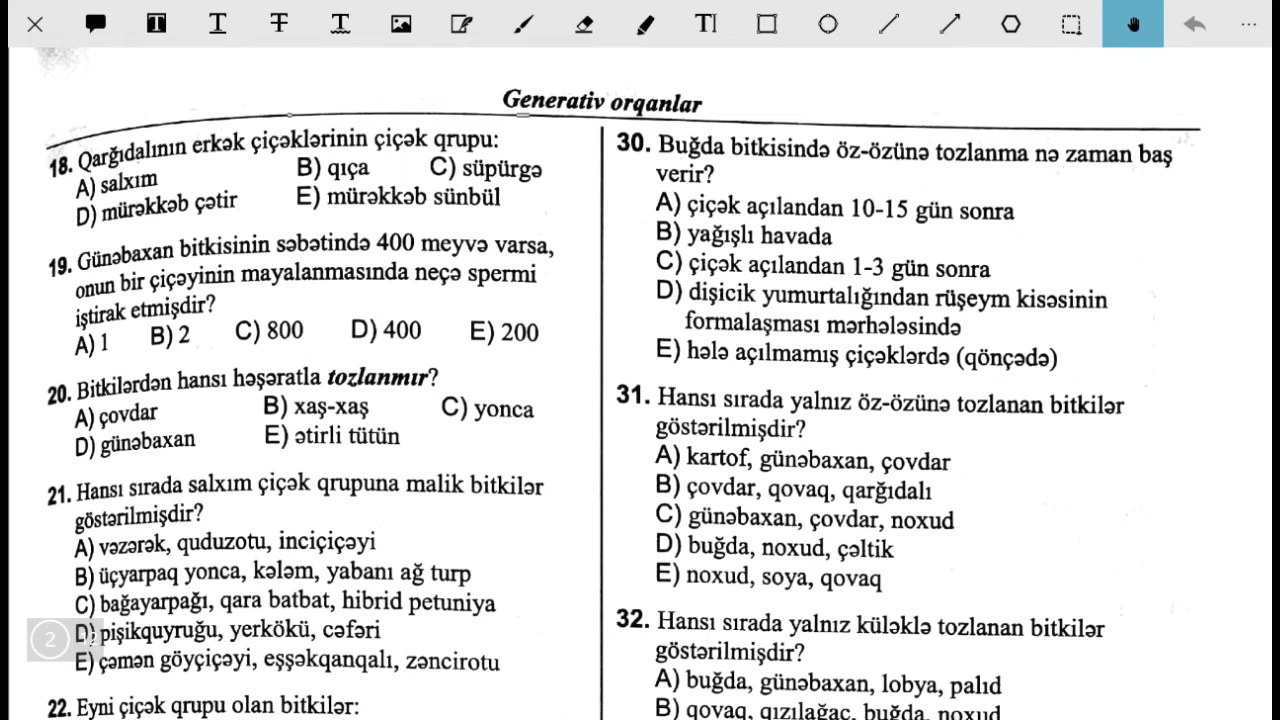 Generativ orqanlar
18. Qarğıdalının erkək çiçəklərinin çiçək qrupu:
A) salxım B) qıça C) süpürgə
D) mürəkkəb çətir E) mürəkkəb sünbül
19. Günəbaxan bitkisinin səbətində 400 meyvə varsa,
onun bir çiçəyinin mayalanmasında neçə spermi
iştirak etmişdir?
A) 1 B) 2 C) 800 D) 400 E) 200
20. Bitkilərdən hansı həşəratla tozlanmır?
A) çovdar B) xaş-xaş C) yonca
D) günəbaxan E) ətirli tütün
21. Hansı sırada salxım çiçək qrupuna malik bitkilər
göstərilmişdir?
A) vəzərək, quduzotu, inciçiçəyi
B) üçyarpaq yonca, kələm, yabanı ağ turp
C) bağayarpağı, qara batbat, hibrid petuniya
D) pişikquyruğu, yerkökü, cəfəri
E) çəmən göyçiçəyi, eşşəkqanqalı, zəncirotu
22. Eyni çiçək qrupu olan bitkilər:
30. Buğda bitkisində öz-özünə tozlanma nə zaman baş
verir?
A) çiçək açılandan 10-15 gün sonra
B) yağışlı havada
C) çiçək açılandan 1-3 gün sonra
D) dişicik yumurtalığından rüşeym kisəsinin
formalaşması mərhələsində
E) hələ açılmamış çiçəklərdə (qönçədə)
31. Hansı sırada yalnız öz-özünə tozlanan bitkilər
göstərilmişdir?
A) kartof, günəbaxan, çovdar
B) çovdar, qovaq, qarğıdalı
C) günəbaxan, çovdar, noxud
D) buğda, noxud, çəltik
E) noxud, soya, qovaq
32. Hansı sırada yalnız küləklə tozlanan bitkilər
göstərilmişdir?
A) buğda, günəbaxan, lobya, palıd
B) qovaq, qızılağac, buğda, noxud
2